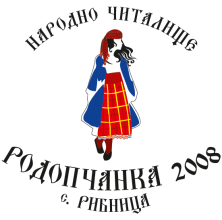 НАРОДНО ЧИТАЛИЩЕ
РОДОПЧАНКА 2008
с. РИБНИЦА